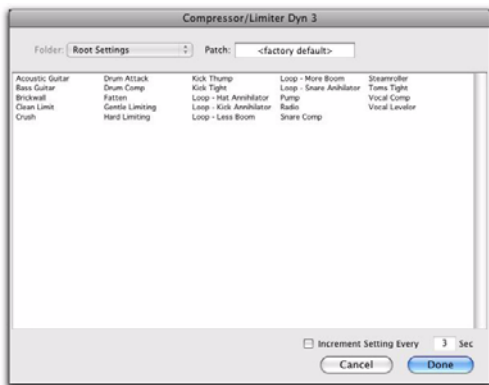 Compressor/Limiter Dyn 3
Folder: Root Settings Patch: <factory default>
Acoustic Guitar Drum Attack Kick Thump Loop - More Boom Steamroller
Bass Guitar Drum Comp Kick Tight Loop - Snare Anihilator Toms Tight
Brickwall Fatten Loop - Hat Annihilator Pump Vocal Comp
Clean Limit Gentle Limiting Loop - Kick Annihilator Radio Vocal Levelor
Crush Hard Limiting Loop - Less Boom Snare Comp
Increment Setting Every 3 Sec
Cancel Done